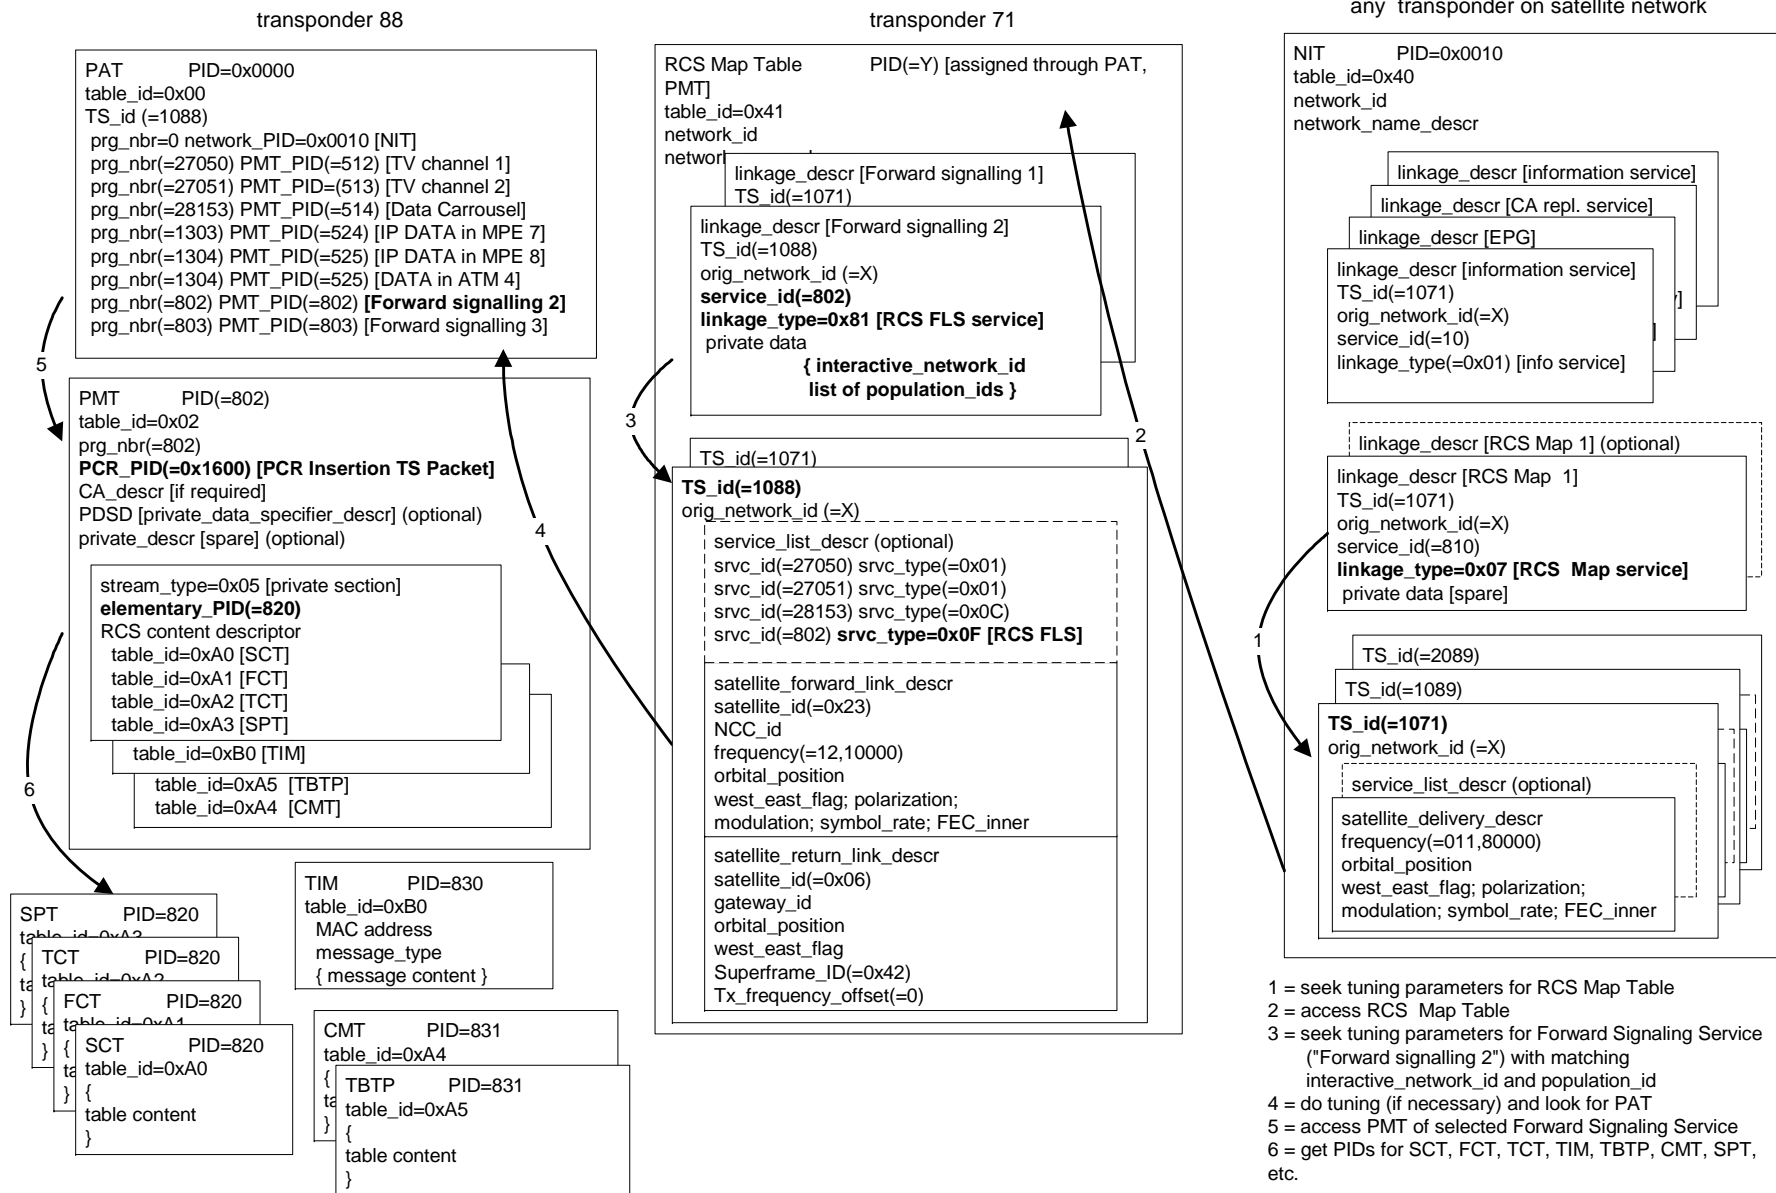 transponder 88
PAT PID=0x0000
table_id=0x00
TS_id (=1088)
prg_nbr=0 network_PID=0x0010 [NIT]
prg_nbr(=27050) PMT_PID(=512) [TV channel 1]
prg_nbr(=27051) PMT_PID=(513) [TV channel 2]
prg_nbr(=28153) PMT_PID(=514) [Data Carrousel]
prg_nbr(=1303) PMT_PID(=524) [IP DATA in MPE 7]
prg_nbr(=1304) PMT_PID(=525) [IP DATA in MPE 8]
prg_nbr(=1304) PMT_PID(=525) [DATA in ATM 4]
prg_nbr(=802) PMT_PID(=802) [Forward signalling 2]
prg_nbr(=803) PMT_PID(=803) [Forward signalling 3]
5
PMT PID(=802)
table_id=0x02
prg_nbr(=802)
PCR_PID(=0x1600) [PCR Insertion TS Packet]
CA_descr [if required]
PDSD [private_data_specifier_descr] (optional)
private_descr [spare] (optional)
stream_type=0x05 [private section]
elementary_PID(=820)
RCS content descriptor
table_id=0xA0 [SCT]
table_id=0xA1 [FCT]
table_id=0xA2 [TCT]
table_id=0xA3 [SPT]
table_id=0xB0 [TIM]
table_id=0xA5 [TBTP]
table_id=0xA4 [CMT]
6
SPT PID=820
table_id=0xA3
{
ta
}
TCT PID=820
table_id=0xA2
{
ta
}
FCT PID=820
table_id=0xA1
{
ta
}
SCT PID=820
table_id=0xA0
{
table content
}
TIM PID=830
table_id=0xB0
MAC address
message_type
{ message content }
CMT PID=831
table_id=0xA4
{
ta
}
TBTP PID=831
table_id=0xA5
{
table content
}
transponder 71
RCS Map Table PID(=Y) [assigned through PAT,
PMT]
table_id=0x41
network_id
networ
linkage_descr [Forward signalling 1]
TS_id(=1071)
linkage_descr [Forward signalling 2]
TS_id(=1088)
orig_network_id (=X)
service_id(=802)
linkage_type=0x81 [RCS FLS service]
private data
{ interactive_network_id
list of population_ids }
3
4
2
TS_id(=1071)
TS_id(=1088)
orig_network_id (=X)
service_list_descr (optional)
srvc_id(=27050) srvc_type(=0x01)
srvc_id(=27051) srvc_type(=0x01)
srvc_id(=28153) srvc_type(=0x0C)
srvc_id(=802) srvc_type=0x0F [RCS FLS]
satellite_forward_link_descr
satellite_id(=0x23)
NCC_id
frequency(=12,10000)
orbital_position
west_east_flag; polarization;
modulation; symbol_rate; FEC_inner
satellite_return_link_descr
satellite_id(=0x06)
gateway_id
orbital_position
west_east_flag
Superframe_ID(=0x42)
Tx_frequency_offset(=0)
any transponder on satellite network
NIT PID=0x0010
table_id=0x40
network_id
network_name_descr
linkage_descr [information service]
linkage_descr [CA repl. service]
linkage_descr [EPG]
linkage_descr [information service]
TS_id(=1071)
orig_network_id(=X)
service_id(=10)
linkage_type(=0x01) [info service]
]
]
linkage_descr [RCS Map 1] (optional)
linkage_descr [RCS Map 1]
TS_id(=1071)
orig_network_id(=X)
service_id(=810)
linkage_type=0x07 [RCS Map service]
private data [spare]
1
TS_id(=2089)
TS_id(=1089)
TS_id(=1071)
orig_network_id (=X)
service_list_descr (optional)
satellite_delivery_descr
frequency(=011,80000)
orbital_position
west_east_flag; polarization;
modulation; symbol_rate; FEC_inner
1 = seek tuning parameters for RCS Map Table
2 = access RCS Map Table
3 = seek tuning parameters for Forward Signaling Service
("Forward signalling 2") with matching
interactive_network_id and population_id
4 = do tuning (if necessary) and look for PAT
5 = access PMT of selected Forward Signaling Service
6 = get PIDs for SCT, FCT, TCT, TIM, TBTP, CMT, SPT,
etc.